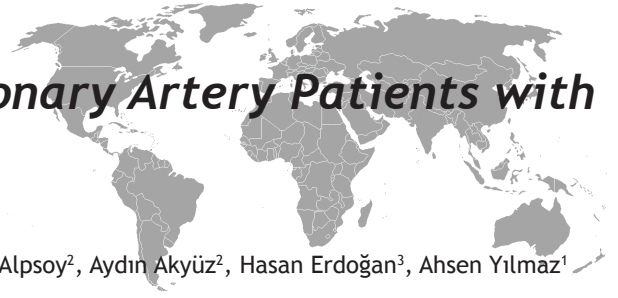 onary Artery Patients with
Alpsoy², Aydın Akyüz², Hasan Erdoğan³, Ahsen Yılmaz¹